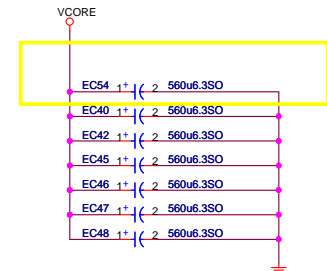 VCORE
EC54 1 + 2 560u6.3SO
EC40 1 + 2 560u6.3SO
EC42 1 + 2 560u6.3SO
EC45 1 + 2 560u6.3SO
EC46 1 + 2 560u6.3SO
EC47 1 + 2 560u6.3SO
EC48 1 + 2 560u6.3SO